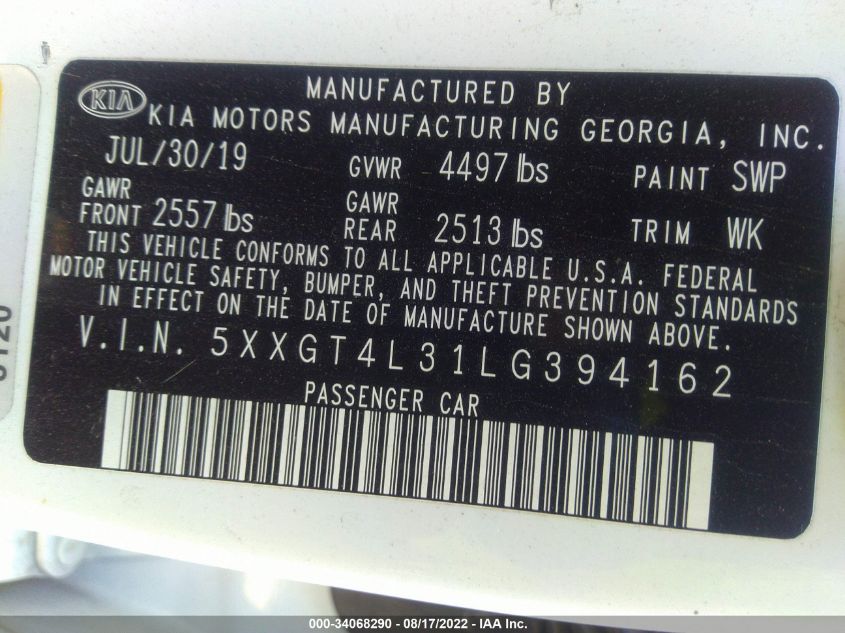 KIA
MANUFACTURED BY
KIA MOTORS MANUFACTURING GEORGIA, INC.
JUL/30/19 GVWR 4497 lbs PAINT SWP
GAWR FRONT 2557 lbs GAWR REAR 2513 lbs TRIM WK
THIS VEHICLE CONFORMS TO ALL APPLICABLE U.S.A. FEDERAL
MOTOR VEHICLE SAFETY, BUMPER, AND THEFT PREVENTION STANDARDS
IN EFFECT ON THE DATE OF MANUFACTURE SHOWN ABOVE.
V.I.N. 5XXGT4L31LG394162
PASSENGER CAR
000-34068290 - 08/17/2022 - IAA Inc.